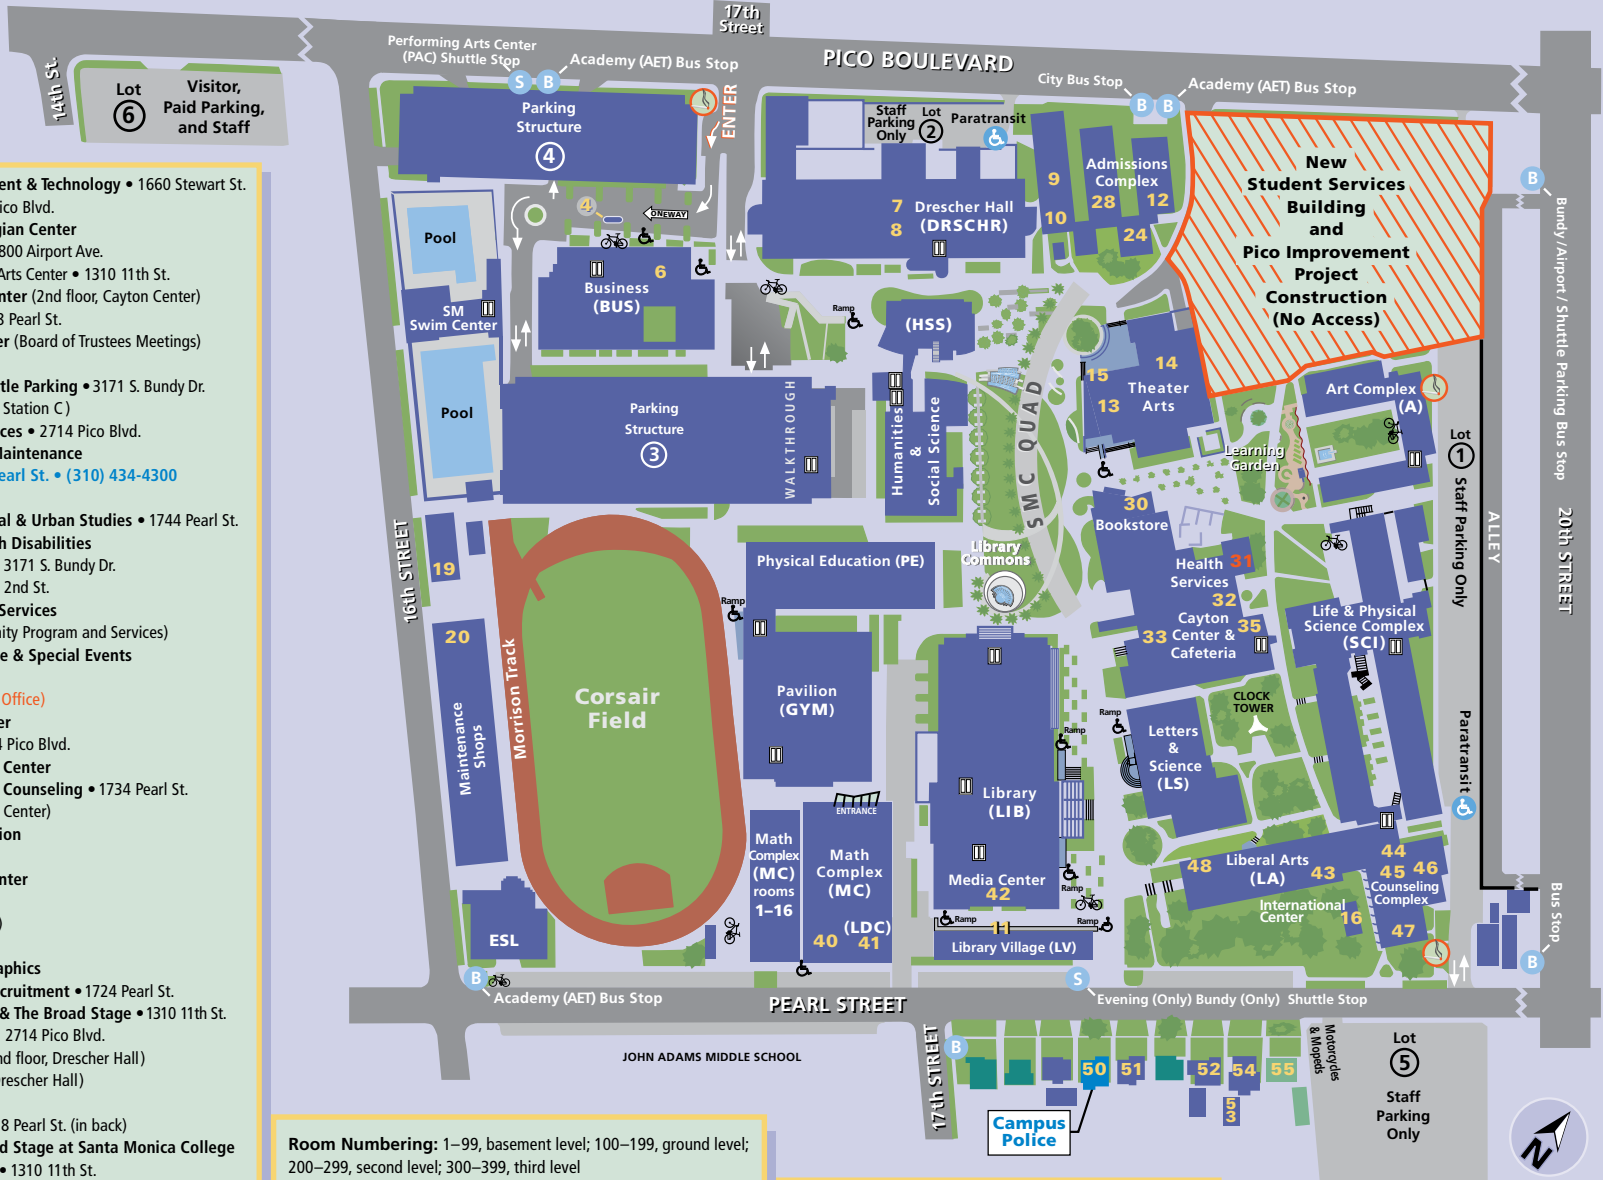 17th
Street
PICO BOULEVARD
14th St.
Lot
6
Visitor,
Paid Parking,
and Staff
Performing Arts Center
(PAC) Shuttle Stop
S
B
Academy (AET) Bus Stop
City Bus Stop
B
B
Academy (AET) Bus Stop
Parking
Structure
4
ENTER
4
ONEWAY
Staff
Parking
Only
Lot
2
Paratransit
7
8
Drescher Hall
(DRSCHR)
9
10
Admissions
Complex
28
12
24
New
Student Services
Building
and
Pico Improvement
Project
Construction
(No Access)
B
Bundy / Airport / Shuttle Parking Bus Stop
Pool
SM
Swim Center
Pool
6
Business
(BUS)
Ramp
(HSS)
Humanities
&
Social Science
SMC QUAD
14
15
13
Theater
Arts
Art Complex
(A)
Learning
Garden
Lot
1
Staff Parking Only
ALLEY
20th STREET
Parking
Structure
3
WALKTHROUGH
16th STREET
19
20
Maintenance
Shops
Morrison Track
Corsair
Field
Physical Education (PE)
Ramp
Pavilion
(GYM)
Library
Commons
30
Bookstore
Health
Services
31
32
Cayton
Center &
Cafeteria
33
35
Life & Physical
Science Complex
(SCI)
CLOCK
TOWER
Ramp
Ramp
Letters
&
Science
(LS)
Library
(LIB)
Paratransit
ENTRANCE
Math
Complex
(MC)
rooms
1–16
Math
Complex
(MC)
(LDC)
40
41
Media Center
42
Ramp
Ramp
11
Ramp
Library Village (LV)
48
Liberal Arts
(LA)
43
44
45
46
Counseling
Complex
International
Center
16
47
Bus Stop
B
ESL
B
Academy (AET) Bus Stop
PEARL STREET
S
Evening (Only) Bundy (Only) Shuttle Stop
JOHN ADAMS MIDDLE SCHOOL
17th STREET
B
50
51
52
54
53
55
Campus
Police
Motorcycles
& Mopeds
Lot
5
Staff
Parking
Only
N
Room Numbering: 1–99, basement level; 100–199, ground level;
200–299, second level; 300–399, third level
ent & Technology • 1660 Stewart St.
ico Blvd.
gian Center
800 Airport Ave.
Arts Center • 1310 11th St.
nter (2nd floor, Cayton Center)
3 Pearl St.
er (Board of Trustees Meetings)
tle Parking • 3171 S. Bundy Dr.
Station C)
ces • 2714 Pico Blvd.
Maintenance
earl St. • (310) 434-4300
al & Urban Studies • 1744 Pearl St.
h Disabilities
3171 S. Bundy Dr.
2nd St.
Services
ity Program and Services)
e & Special Events
Office)
er
4 Pico Blvd.
Center
Counseling • 1734 Pearl St.
Center)
ion
nter
)
aphics
cruitment • 1724 Pearl St.
& The Broad Stage • 1310 11th St.
2714 Pico Blvd.
nd floor, Drescher Hall)
Drescher Hall)
8 Pearl St. (in back)
d Stage at Santa Monica College
• 1310 11th St.